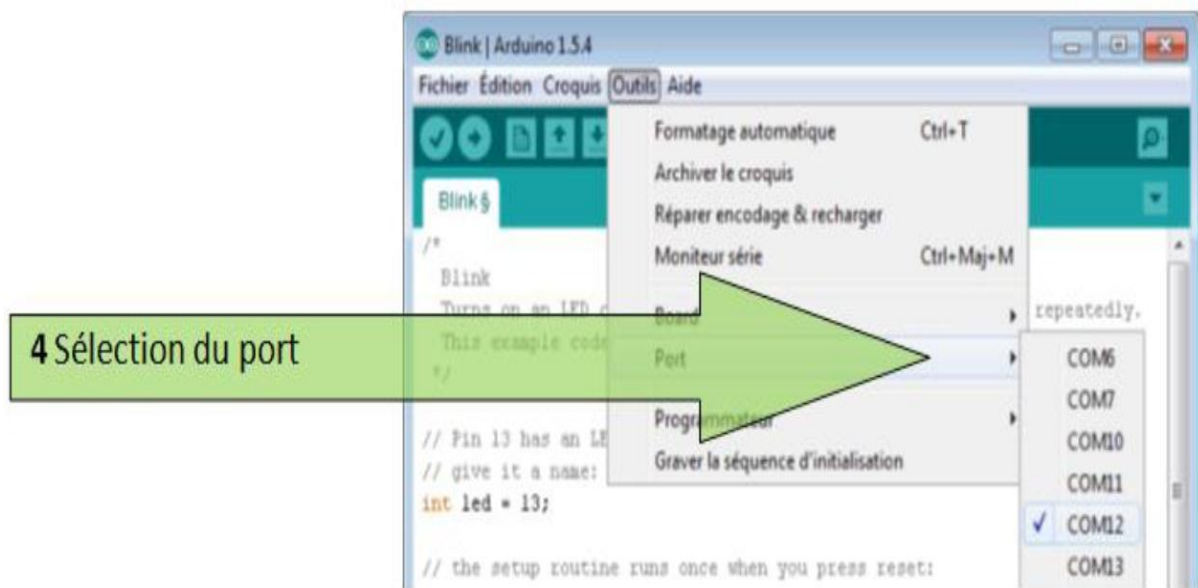 Blink | Arduino 1.5.4
Fichier Édition Croquis Outils Aide
Formatage automatique Ctrl+T
Archiver le croquis
Réparer encodage & recharger
Moniteur série Ctrl+Maj+M
Board
Port
Programmateur
Graver la séquence d'initialisation
COM6
COM7
COM10
COM11
✓ COM12
COM13
Blink §
/*
Blink
Turns on an LED repeatedly.
This example code
*/
// Pin 13 has an LE
// give it a name:
int led = 13;
// the setup routine runs once when you press reset:
4 Sélection du port